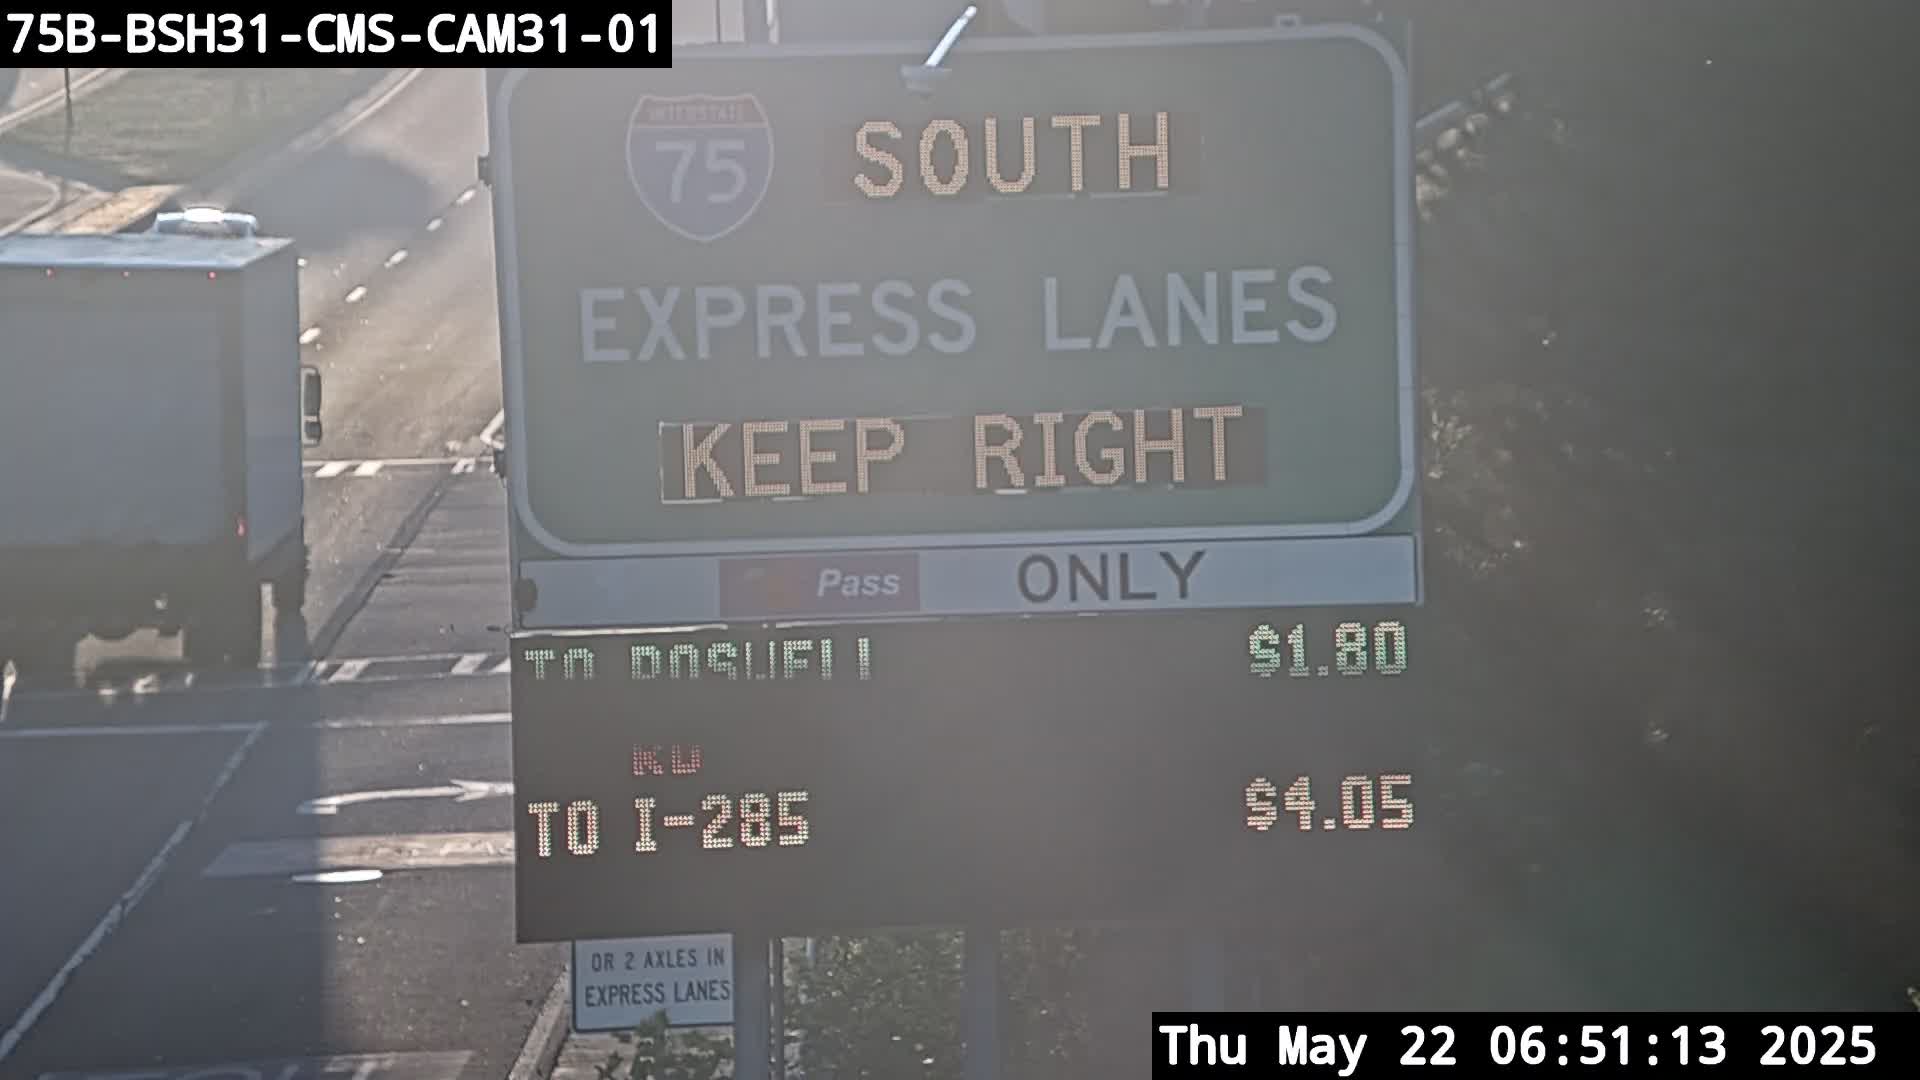 75B-BSH31-CMS-CAM31-01
INTERSTATE
75
SOUTH
EXPRESS LANES
KEEP RIGHT
Pass ONLY
TO $1.80
TO I-285 $4.05
OR 2 AXLES IN
EXPRESS LANES
Thu May 22 06:51:13 2025